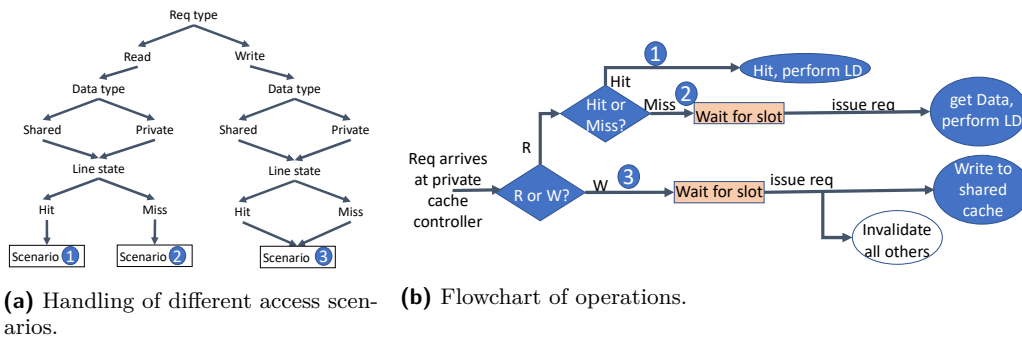 Req type
Read
Write
Data type
Data type
Shared
Private
Shared
Private
Line state
Line state
Hit
Miss
Hit
Miss
Scenario 1
Scenario 2
Scenario 3
(a) Handling of different access scen-
arios.
Req arrives
at private
cache
controller
R or W?
R
W
3
Hit or
Miss?
Hit
1
Hit, perform LD
Miss
2
Wait for slot
issue req
get Data,
perform LD
Wait for slot
issue req
Write to
shared
cache
Invalidate
all others
(b) Flowchart of operations.